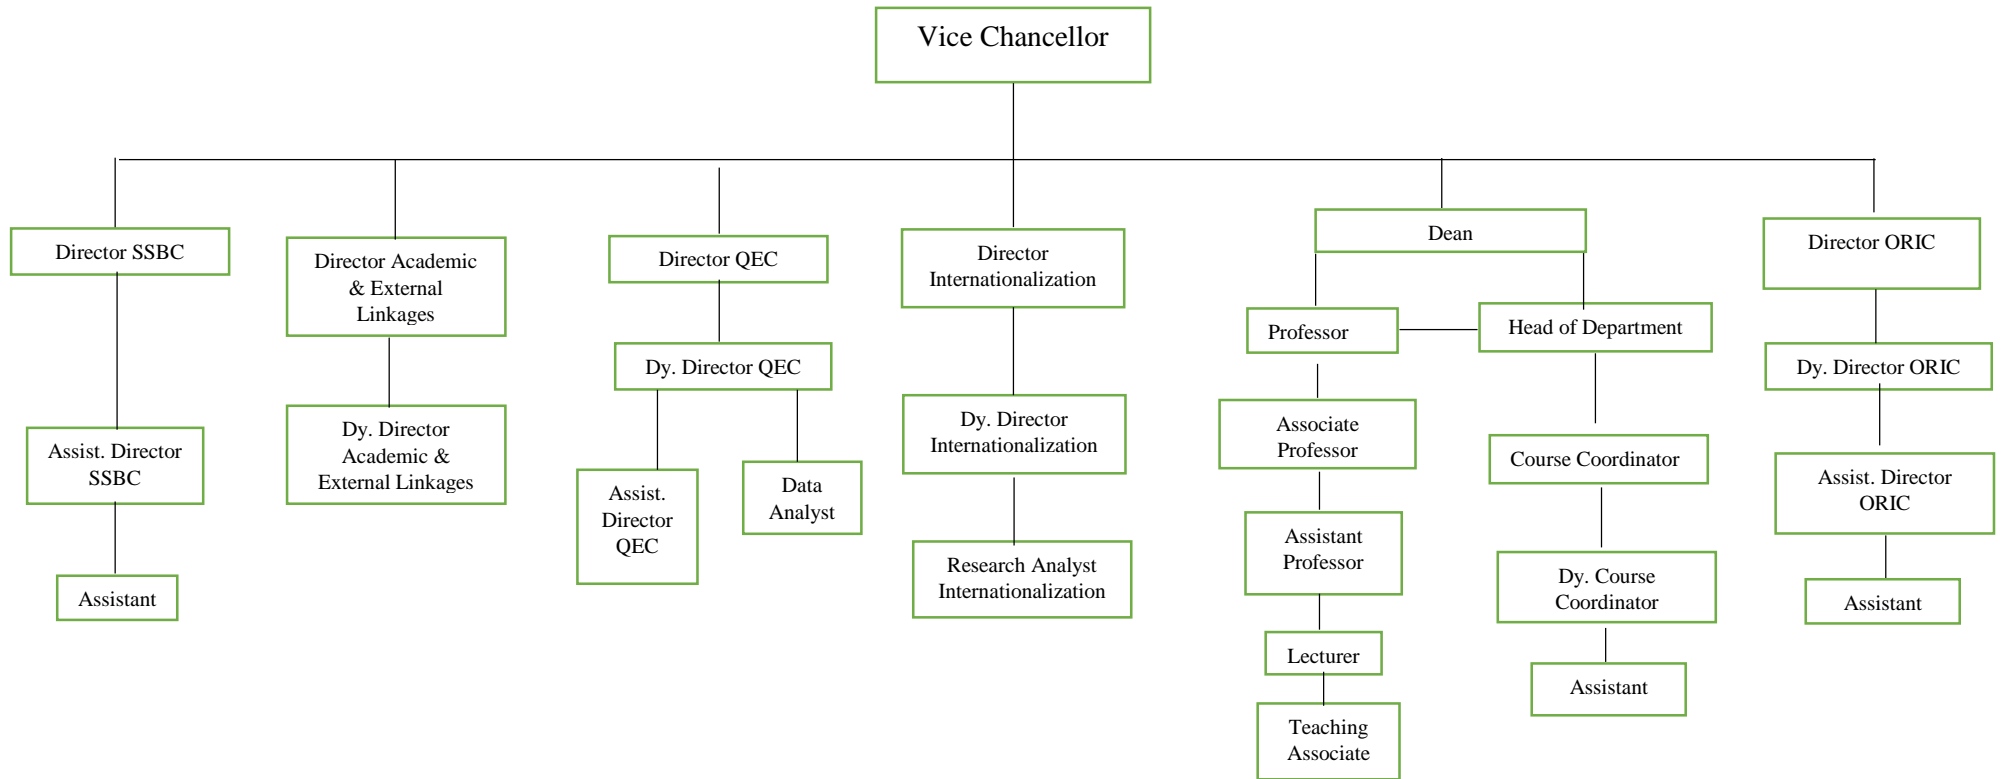 Vice Chancellor
Director SSBC
Assist. Director
SSBC
Assistant
Director Academic
& External
Linkages
Dy. Director
Academic &
External Linkages
Director QEC
Dy. Director QEC
Assist.
Director
QEC
Data
Analyst
Director
Internationalization
Dy. Director
Internationalization
Research Analyst
Internationalization
Dean
Professor
Associate
Professor
Assistant
Professor
Lecturer
Teaching
Associate
Head of Department
Course Coordinator
Dy. Course
Coordinator
Assistant
Director ORIC
Dy. Director ORIC
Assist. Director
ORIC
Assistant